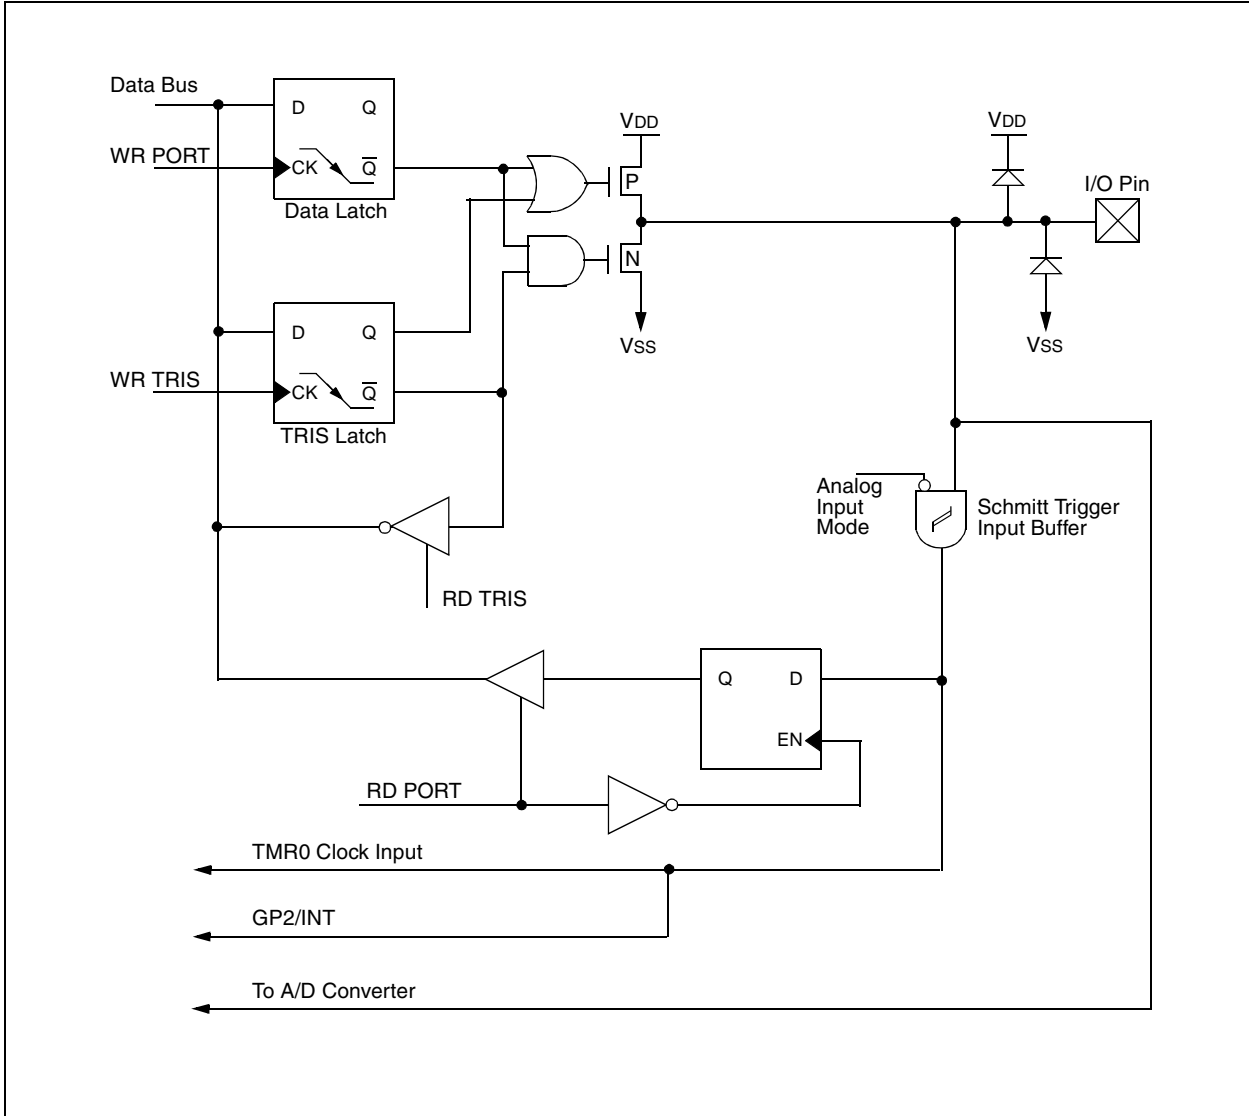 Data Bus
D
Q
WR PORT
CK
Q
Data Latch
VDD
P
N
VSS
VDD
I/O Pin
VSS
D
Q
WR TRIS
CK
Q
TRIS Latch
RD TRIS
Analog
Input
Mode
Schmitt Trigger
Input Buffer
Q
D
EN
RD PORT
TMR0 Clock Input
GP2/INT
To A/D Converter